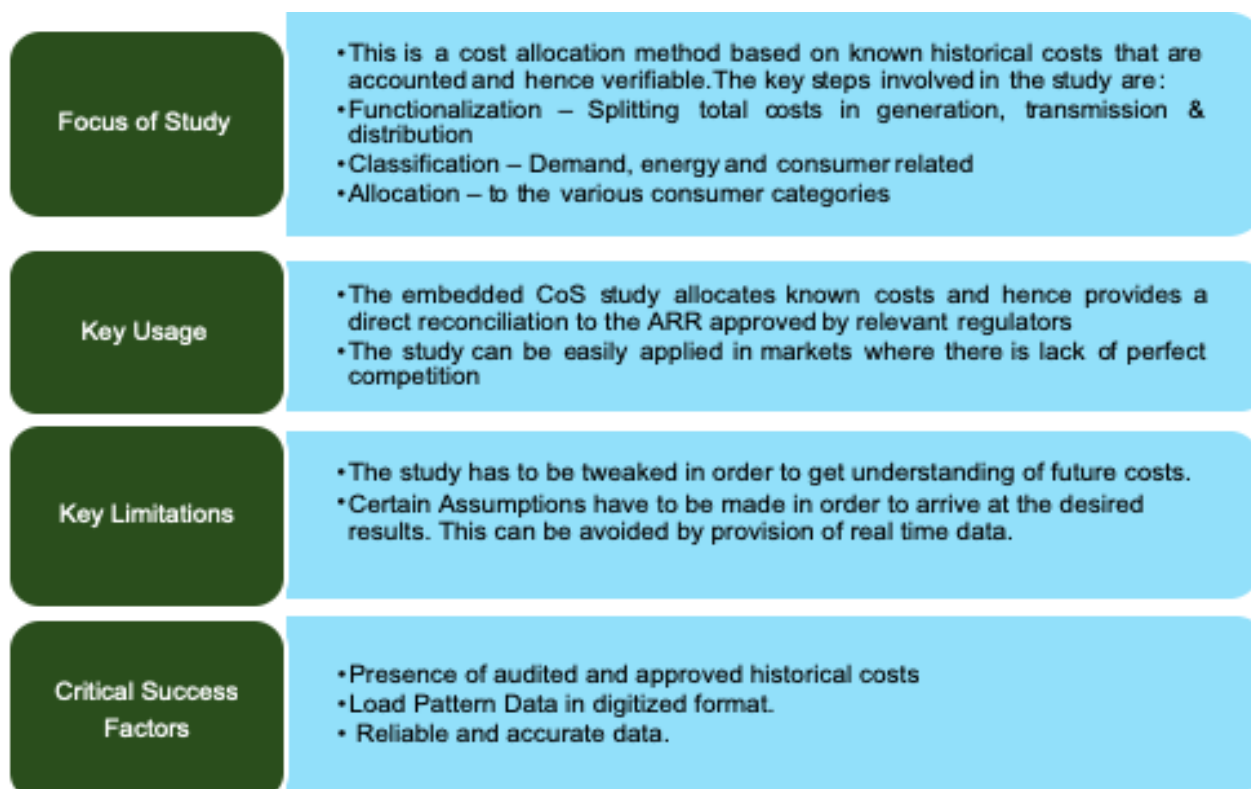 Focus of Study
•This is a cost allocation method based on known historical costs that are
accounted and hence verifiable.The key steps involved in the study are:
•Functionalization – Splitting total costs in generation, transmission &
distribution
•Classification – Demand, energy and consumer related
•Allocation – to the various consumer categories
Key Usage
•The embedded CoS study allocates known costs and hence provides a
direct reconciliation to the ARR approved by relevant regulators
•The study can be easily applied in markets where there is lack of perfect
competition
Key Limitations
•The study has to be tweaked in order to get understanding of future costs.
•Certain Assumptions have to be made in order to arrive at the desired
results. This can be avoided by provision of real time data.
Critical Success
Factors
•Presence of audited and approved historical costs
•Load Pattern Data in digitized format.
• Reliable and accurate data.